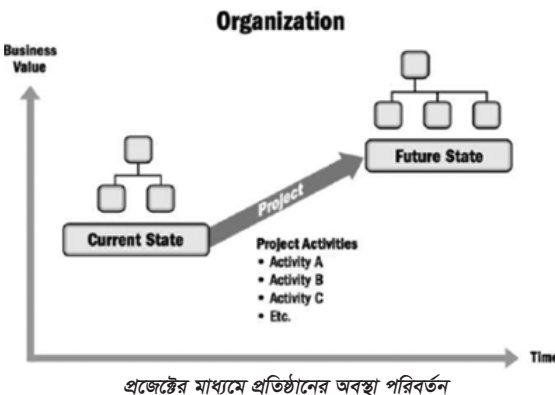 Organization
Business
Value
Future State
Project
Current State
Project Activities
• Activity A
• Activity B
• Activity C
• Etc.
Time
প্রজেক্টের মাধ্যমে প্রতিষ্ঠানের অবস্থা পরিবর্তন